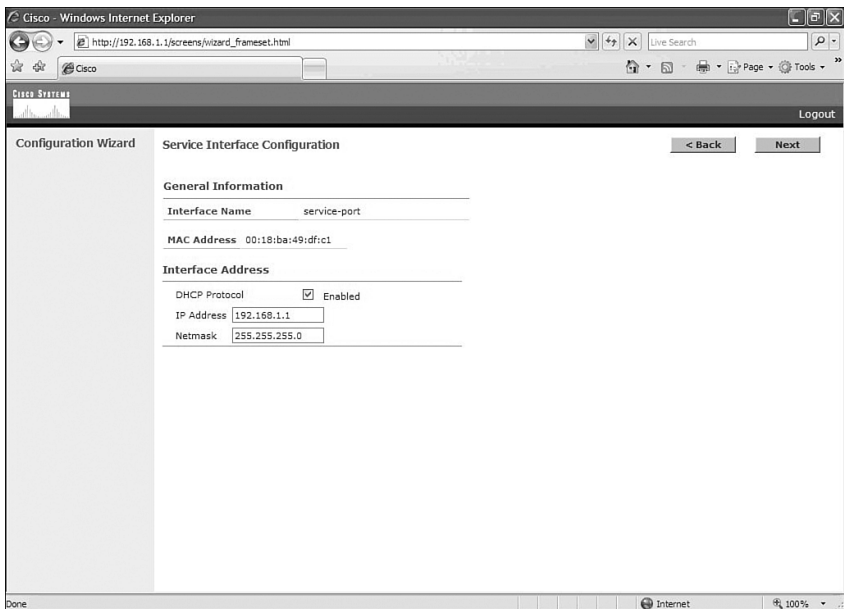 Cisco - Windows Internet Explorer
http://192.168.1.1/screens/wizard_frameset.html
Live Search
Cisco
Page
Tools
CISCO SYSTEMS
Logout
Configuration Wizard
Service Interface Configuration
< Back
Next
General Information
Interface Name service-port
MAC Address 00:18:ba:49:df:c1
Interface Address
DHCP Protocol Enabled
IP Address 192.168.1.1
Netmask 255.255.255.0
Done
Internet
100%